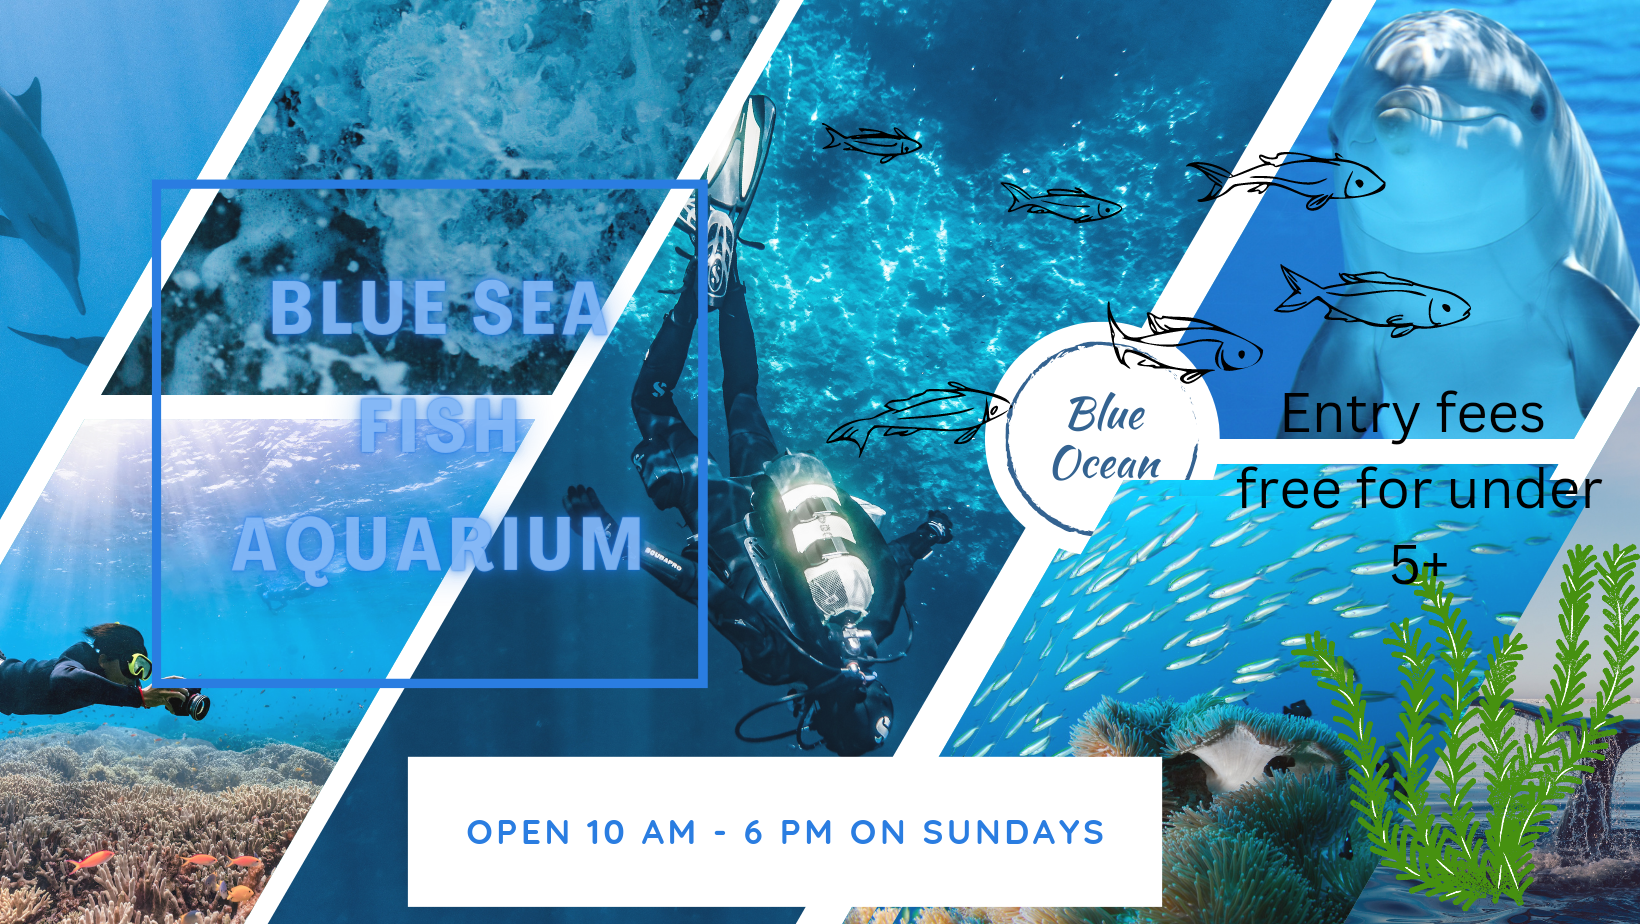 BLUE SEA
FISH
AQUARIUM
SCUBAPRO
Blue
Ocean
Entry fees
free for under
5+
OPEN 10 AM - 6 PM ON SUNDAYS